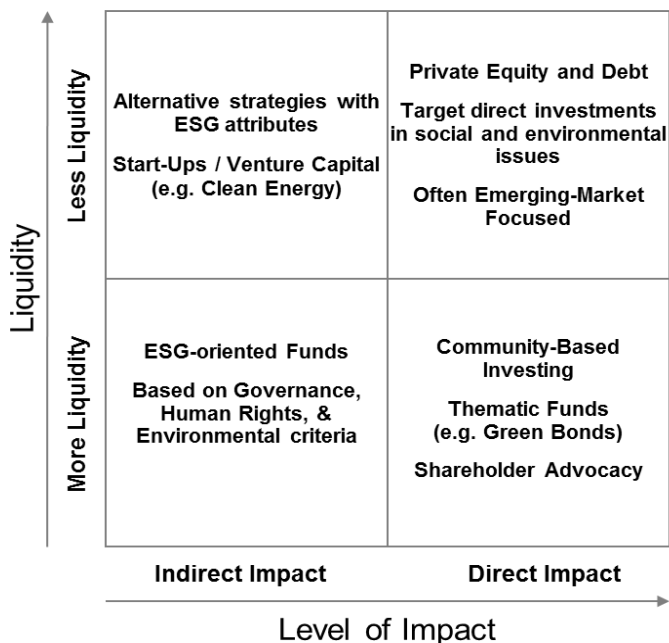 Liquidity
Less Liquidity
Alternative strategies with
ESG attributes
Start-Ups / Venture Capital
(e.g. Clean Energy)
Private Equity and Debt
Target direct investments
in social and environmental
issues
Often Emerging-Market
Focused
More Liquidity
ESG-oriented Funds
Based on Governance,
Human Rights, &
Environmental criteria
Community-Based
Investing
Thematic Funds
(e.g. Green Bonds)
Shareholder Advocacy
Indirect Impact
Direct Impact
Level of Impact